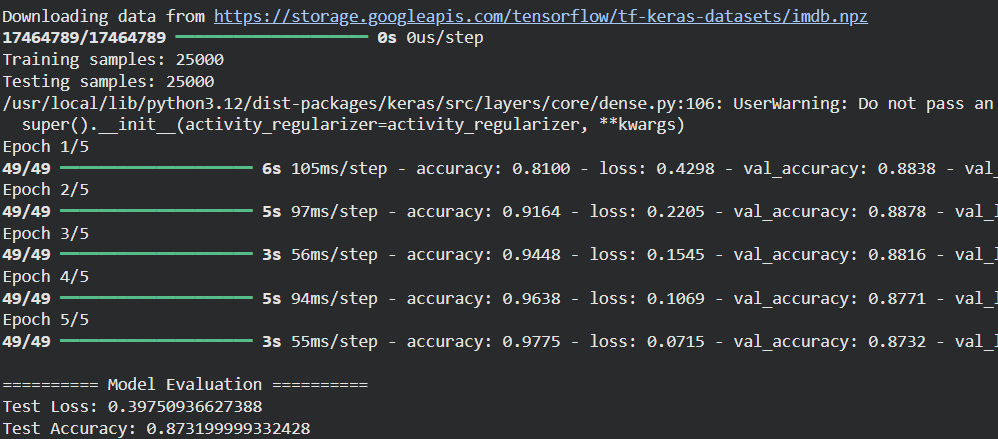 Downloading data from https://storage.googleapis.com/tensorflow/tf-keras-datasets/imdb.npz
17464789/17464789 ━━━━━━━━━━━━━━━━━━━━ 0s 0us/step
Training samples: 25000
Testing samples: 25000
/usr/local/lib/python3.12/dist-packages/keras/src/layers/core/dense.py:106: UserWarning: Do not pass an
  super().__init__(activity_regularizer=activity_regularizer, **kwargs)
Epoch 1/5
49/49 ━━━━━━━━━━━━━━━━━━━━ 6s 105ms/step - accuracy: 0.8100 - loss: 0.4298 - val_accuracy: 0.8838 - val_
Epoch 2/5
49/49 ━━━━━━━━━━━━━━━━━━━━ 5s 97ms/step - accuracy: 0.9164 - loss: 0.2205 - val_accuracy: 0.8878 - val_l
Epoch 3/5
49/49 ━━━━━━━━━━━━━━━━━━━━ 3s 56ms/step - accuracy: 0.9448 - loss: 0.1545 - val_accuracy: 0.8816 - val_l
Epoch 4/5
49/49 ━━━━━━━━━━━━━━━━━━━━ 5s 94ms/step - accuracy: 0.9638 - loss: 0.1069 - val_accuracy: 0.8771 - val_l
Epoch 5/5
49/49 ━━━━━━━━━━━━━━━━━━━━ 3s 55ms/step - accuracy: 0.9775 - loss: 0.0715 - val_accuracy: 0.8732 - val_l

========== Model Evaluation ==========
Test Loss: 0.39750936627388
Test Accuracy: 0.873199999332428